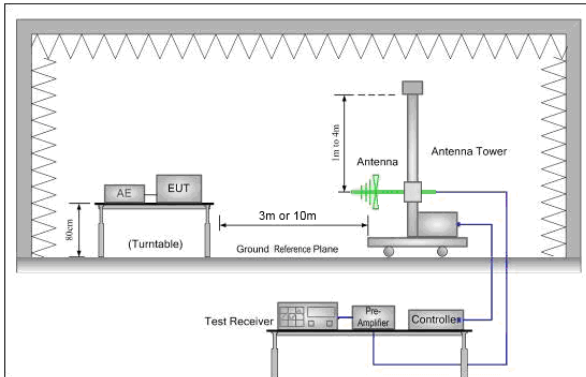 1m to 4m
Antenna
Antenna Tower
AE
EUT
80cm
(Turntable)
3m or 10m
Ground Reference Plane
Test Receiver
Pre-
Amplifier
Controlle